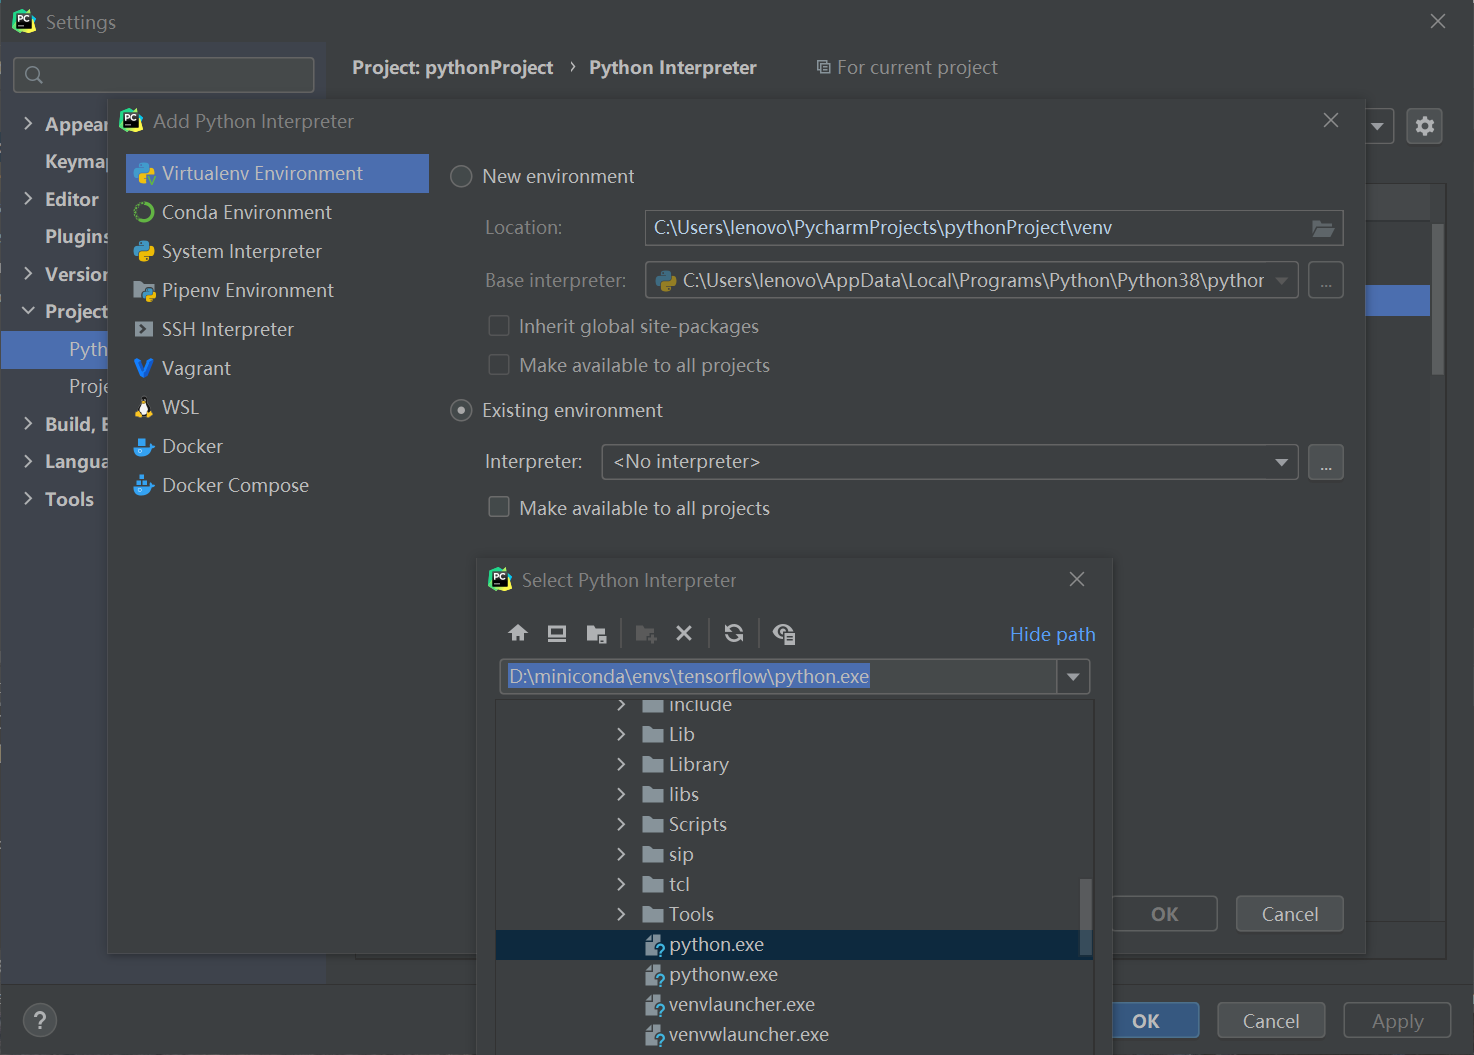 Settings
Project: pythonProject › Python Interpreter For current project
Appear
Keymap
Editor
Plugins
Version
Project
Pyth
Proje
Build, E
Langua
Tools
Add Python Interpreter
Virtualenv Environment
Conda Environment
System Interpreter
Pipenv Environment
SSH Interpreter
Vagrant
WSL
Docker
Docker Compose
New environment
Location: C:\Users\lenovo\PycharmProjects\pythonProject\venv
Base interpreter: C:\Users\lenovo\AppData\Local\Programs\Python\Python38\python ...
Inherit global site-packages
Make available to all projects
Existing environment
Interpreter: <No interpreter> ...
Make available to all projects
Select Python Interpreter
Hide path
D:\miniconda\envs\tensorflow\python.exe
include
Lib
Library
libs
Scripts
sip
tcl
Tools
python.exe
pythonw.exe
venvlauncher.exe
venvwlauncher.exe
OK Cancel
? OK Cancel Apply